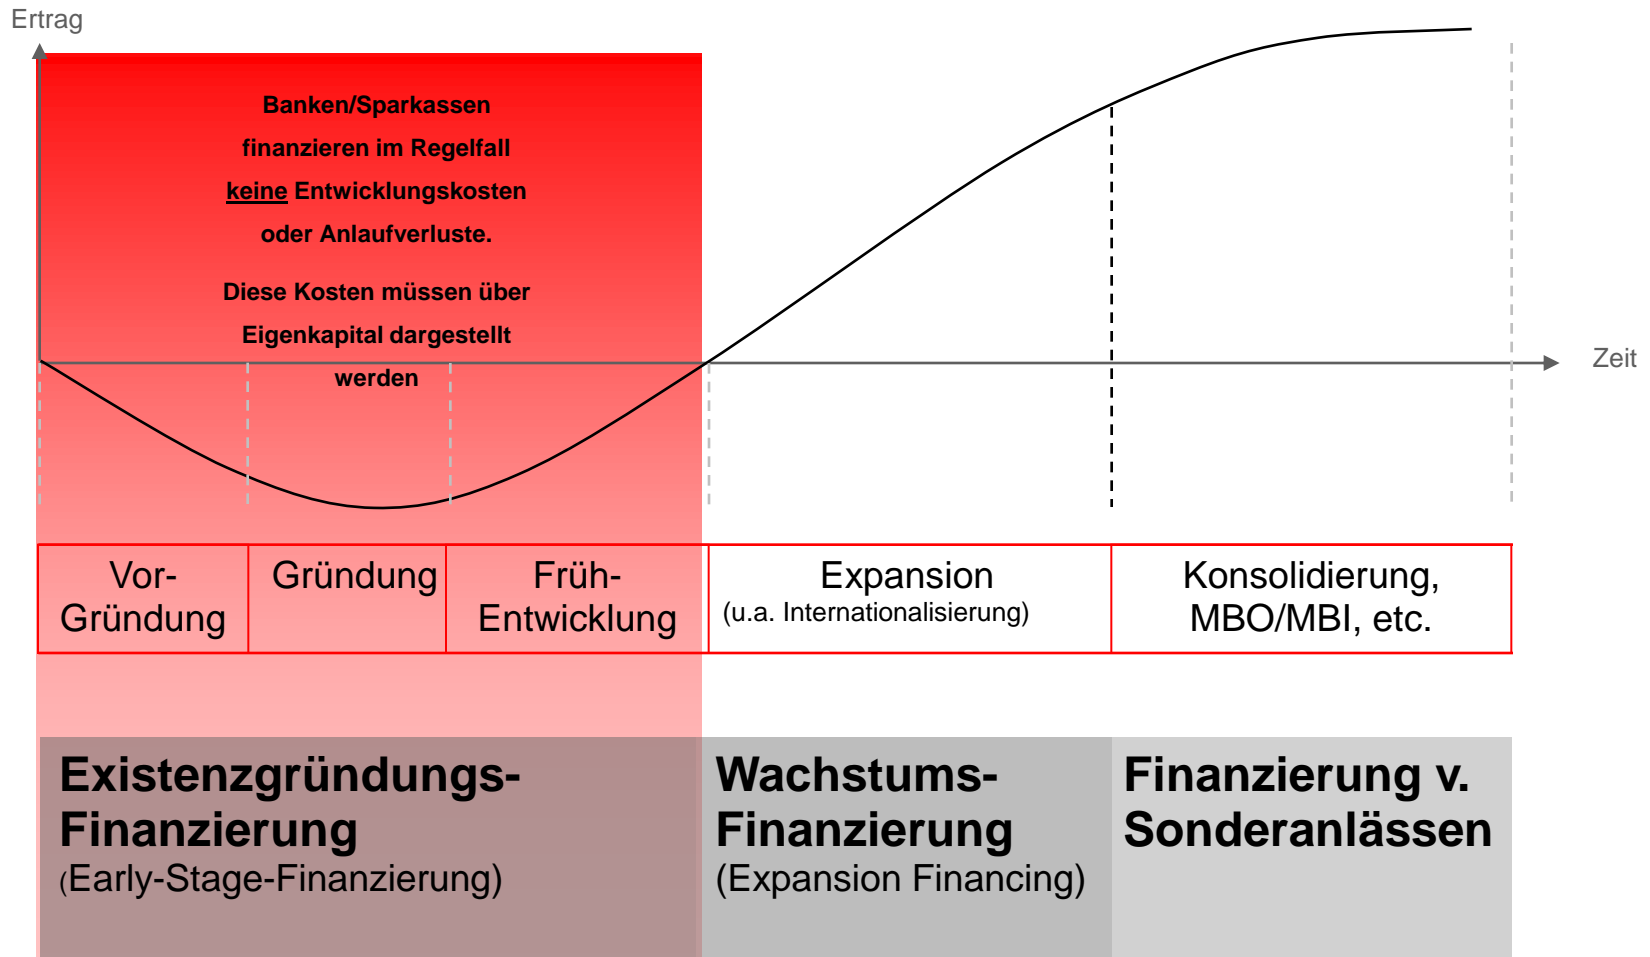 Ertrag
Banken/Sparkassen
finanzieren im Regelfall
keine Entwicklungskosten
oder Anlaufverluste.
Diese Kosten müssen über
Eigenkapital dargestellt
werden
Zeit
Vor-
Gründung
Gründung
Früh-
Entwicklung
Expansion
(u.a. Internationalisierung)
Konsolidierung,
MBO/MBI, etc.
Existenzgründungs-
Finanzierung
(Early-Stage-Finanzierung)
Wachstums-
Finanzierung
(Expansion Financing)
Finanzierung v.
Sonderanlässen